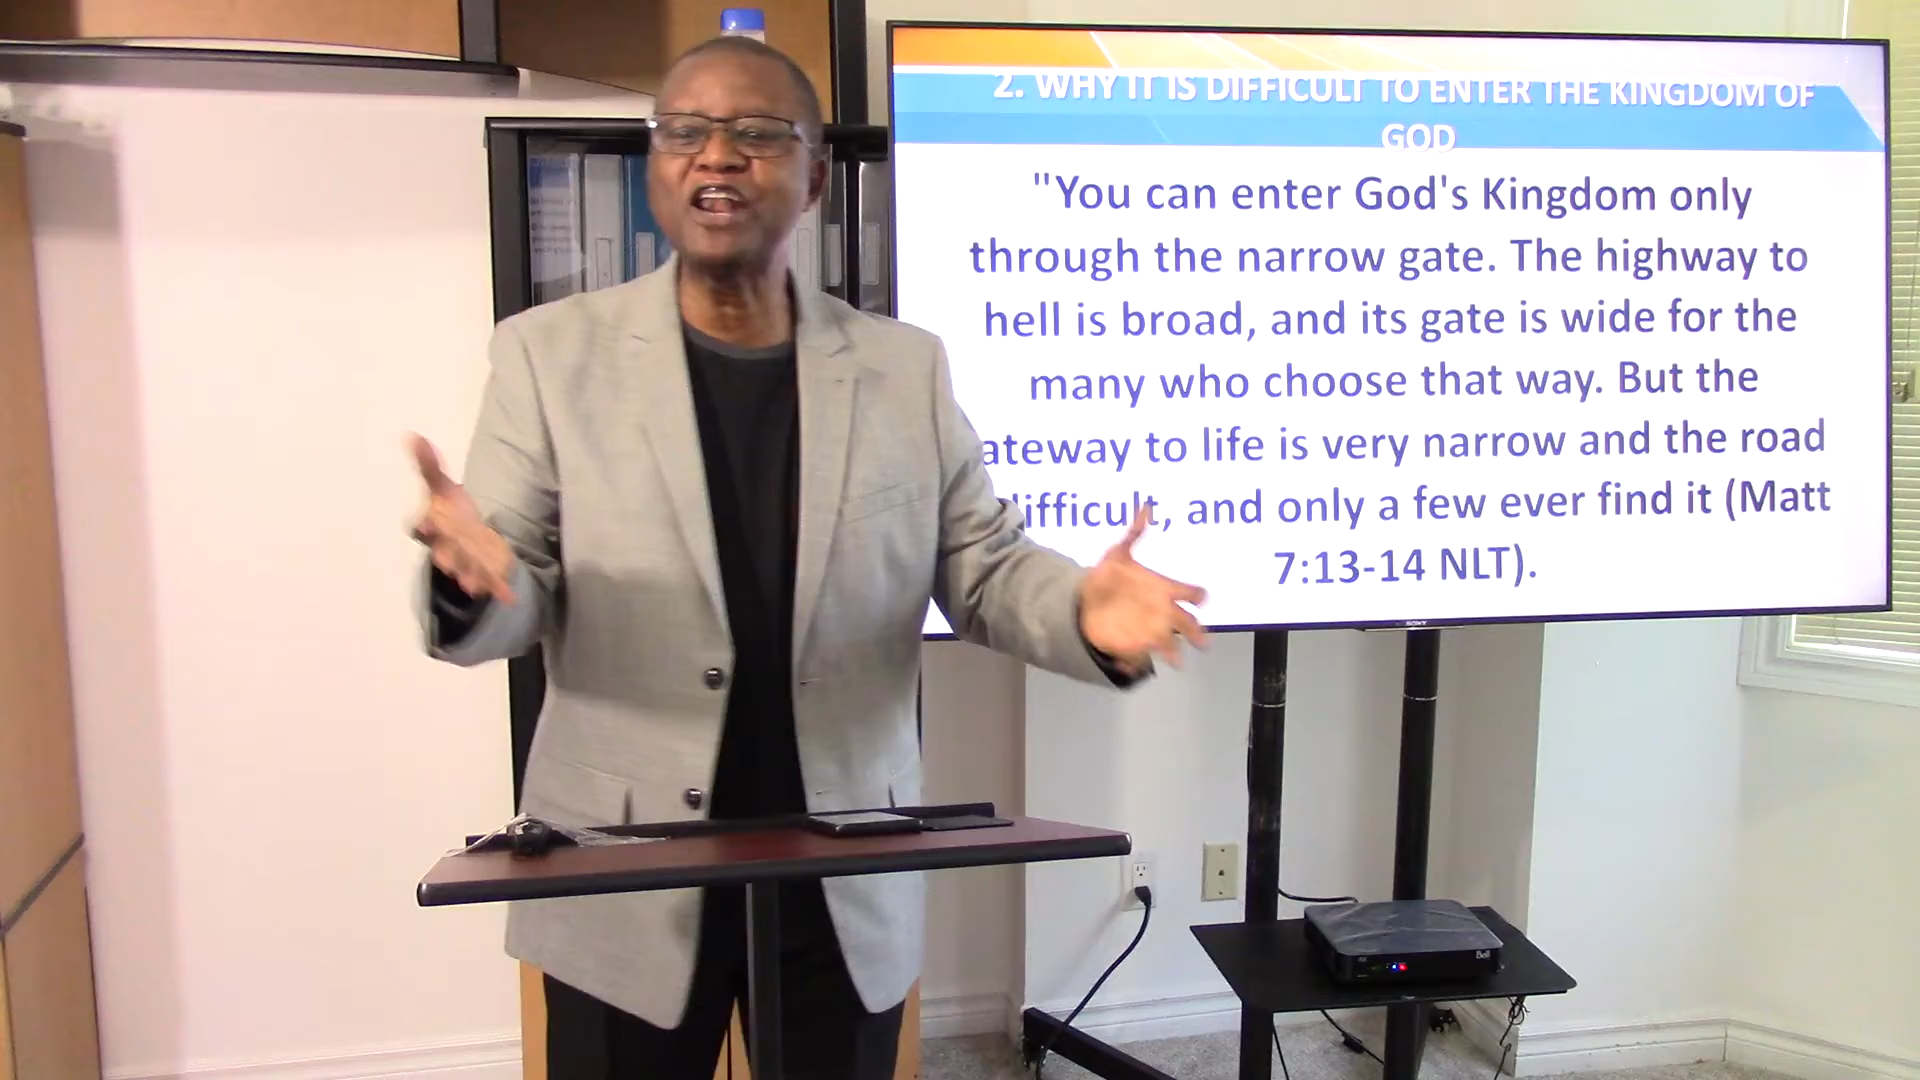 2. WHY IT IS DIFFICULT TO ENTER THE KINGDOM OF
GOD
"You can enter God's Kingdom only
through the narrow gate. The highway to
hell is broad, and its gate is wide for the
many who choose that way. But the
ateway to life is very narrow and the road
difficult, and only a few ever find it (Matt
7:13-14 NLT).
SONY
Bell